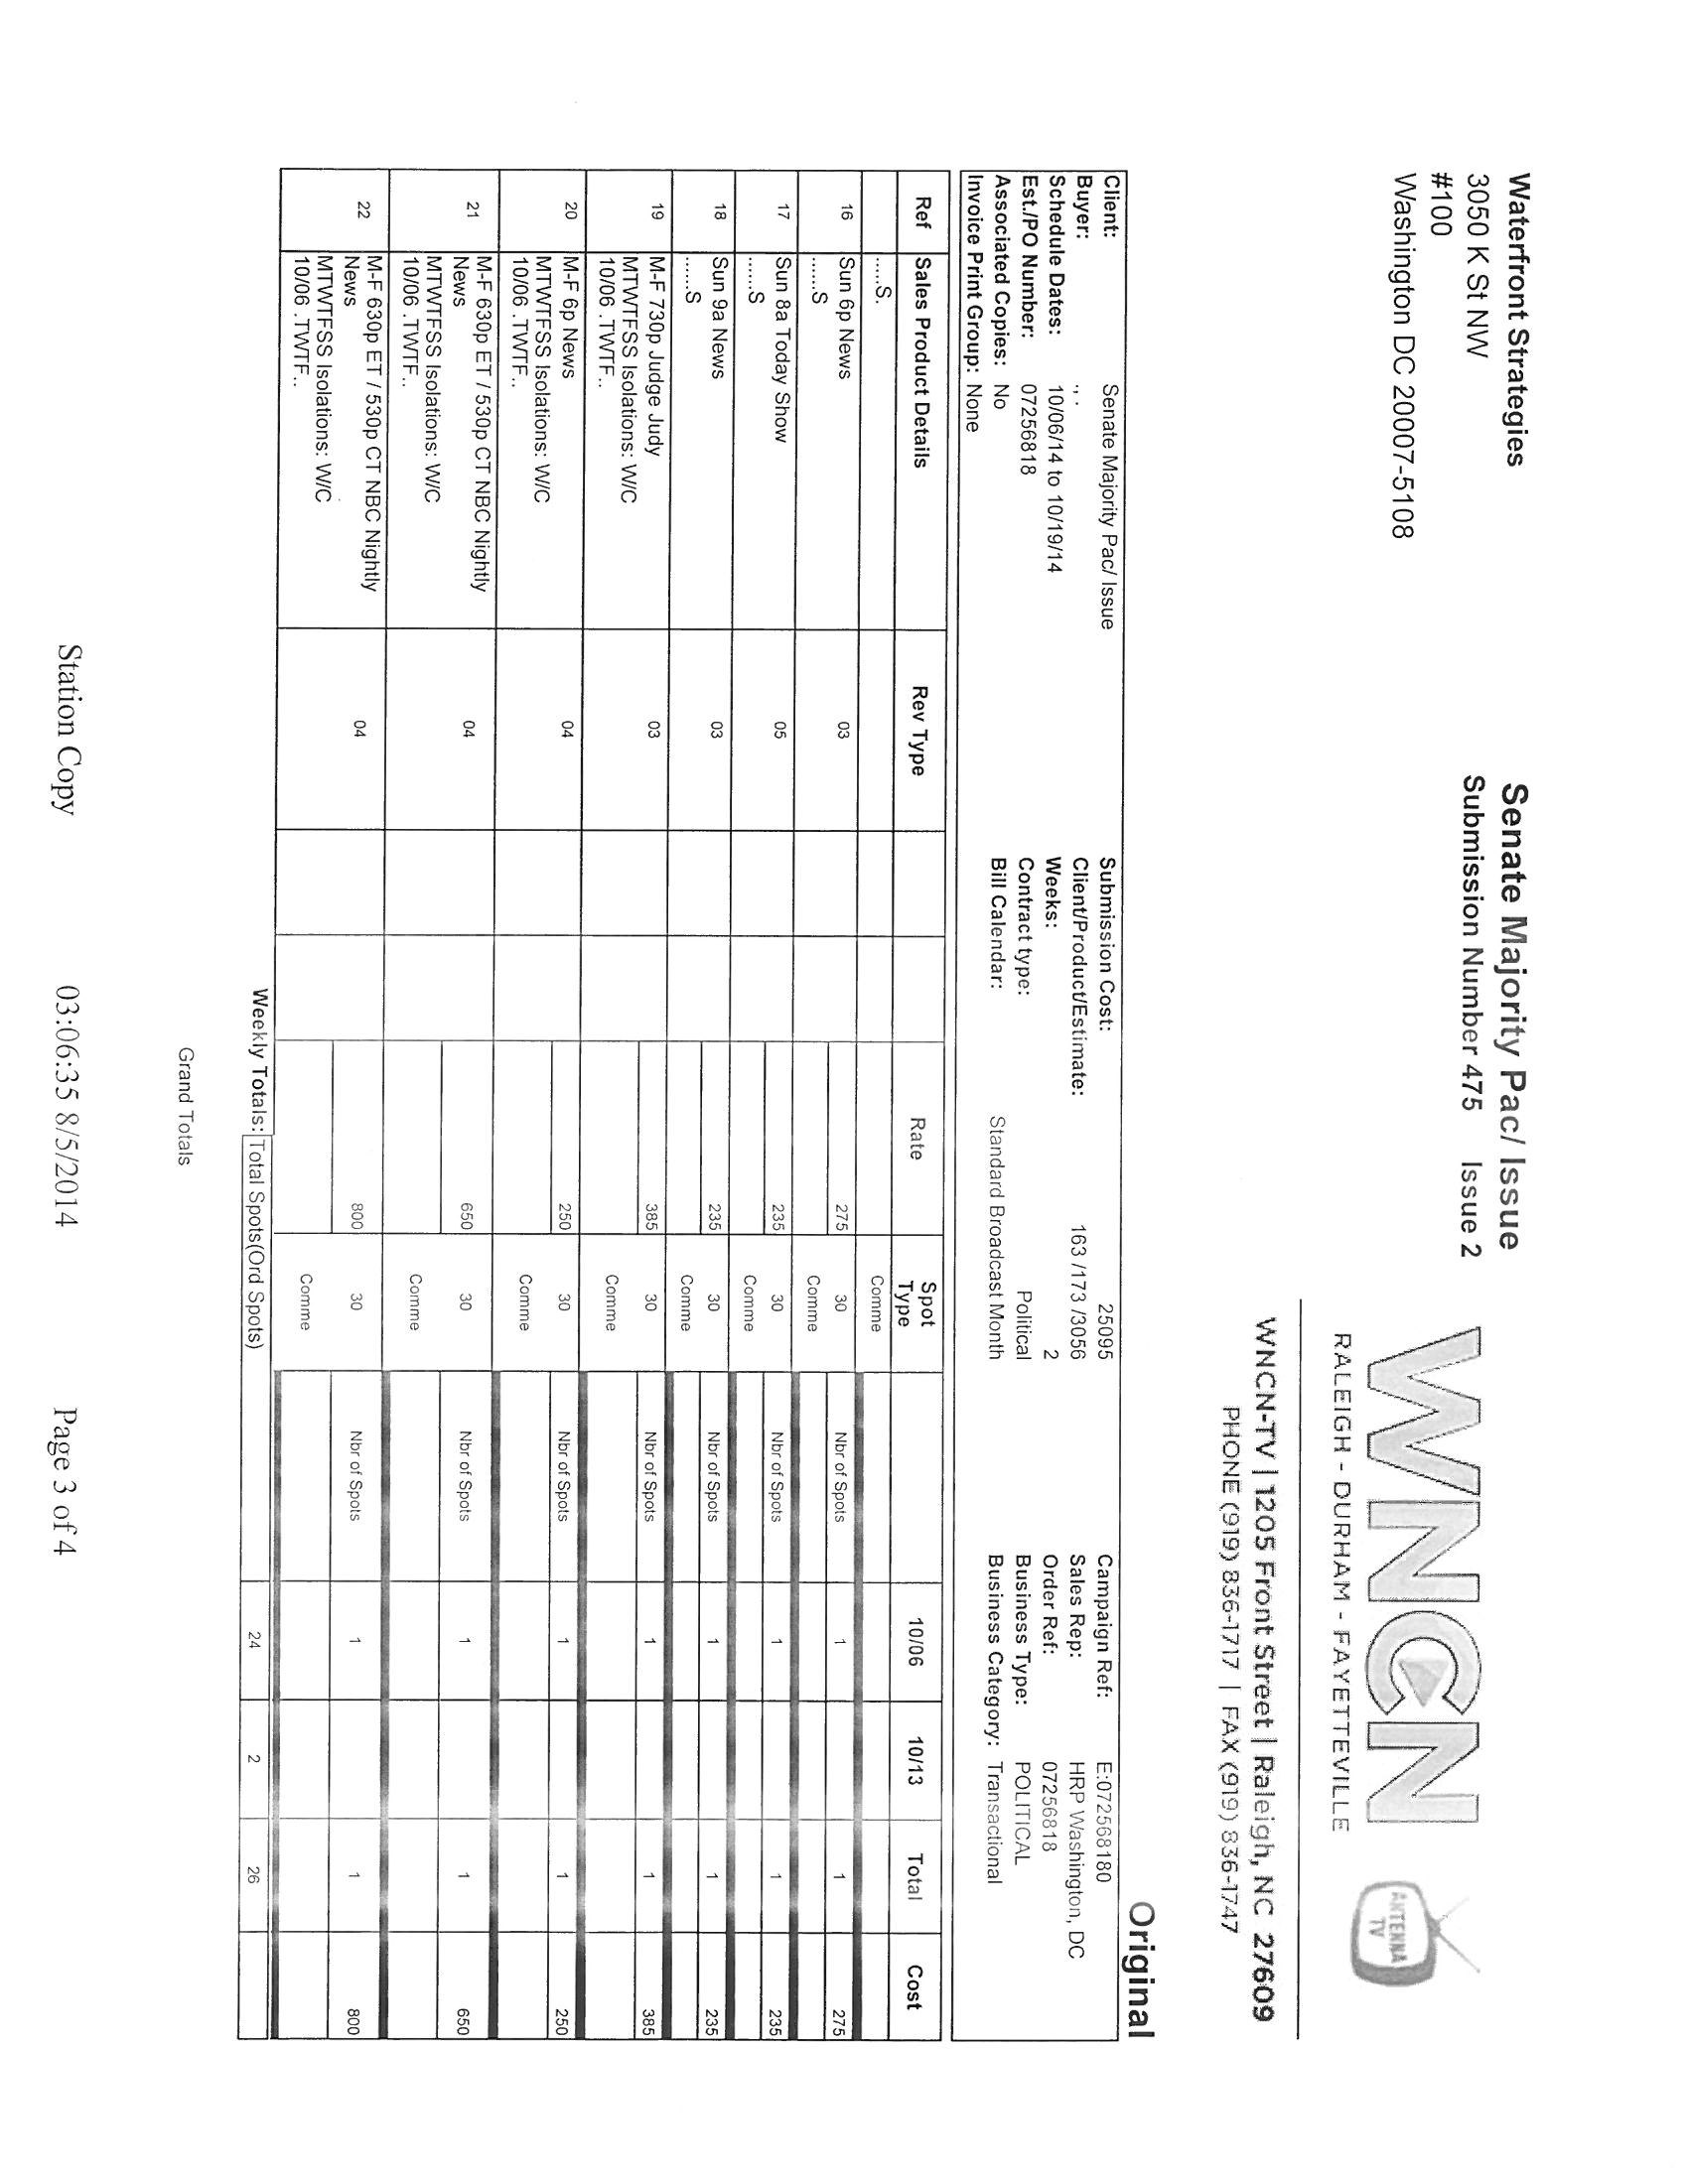 Waterfront Strategies
3050 K St NW
#100
Washington DC 20007-5108
Senate Majority Pac/ Issue
Submission Number 475 Issue 2
WNCN
ANTENNA TV
RALEIGH - DURHAM - FAYETTEVILLE
WNCN-TV | 1205 Front Street | Raleigh, NC 27609
PHONE (919) 836-1717 | FAX (919) 836-1747
Original
Client: Senate Majority Pac/ Issue Submission Cost: 25095 Campaign Ref: E:072568180
Buyer: ., . Client/Product/Estimate: 163 /173 /3056 Sales Rep: HRP Washington, DC
Schedule Dates: 10/06/14 to 10/19/14 Weeks: 2 Order Ref: 07256818
Est./PO Number: 07256818 Contract type: Political Business Type: POLITICAL
Associated Copies: No Bill Calendar: Standard Broadcast Month Business Category: Transactional
Invoice Print Group: None
Ref Sales Product Details Rev Type Rate Spot Type 10/06 10/13 Total Cost
.....S. Comme
16 Sun 6p News 03 275 30 Nbr of Spots 1 1 275
......S Comme
17 Sun 8a Today Show 05 235 30 Nbr of Spots 1 1 235
......S Comme
18 Sun 9a News 03 235 30 Nbr of Spots 1 1 235
......S Comme
19 M-F 730p Judge Judy 03 385 30 Nbr of Spots 1 1 385
MTWTFSS Isolations: W/C Comme
10/06 .TWTF..
20 M-F 6p News 04 250 30 Nbr of Spots 1 1 250
MTWTFSS Isolations: W/C Comme
10/06 .TWTF..
21 M-F 630p ET / 530p CT NBC Nightly 04 650 30 Nbr of Spots 1 1 650
News
MTWTFSS Isolations: W/C Comme
10/06 .TWTF..
22 M-F 630p ET / 530p CT NBC Nightly 04 800 30 Nbr of Spots 1 1 800
News
MTWTFSS Isolations: W/C Comme
10/06 .TWTF..
Weekly Totals: Total Spots(Ord Spots) 24 2 26
Grand Totals
Station Copy 03:06:35 8/5/2014 Page 3 of 4